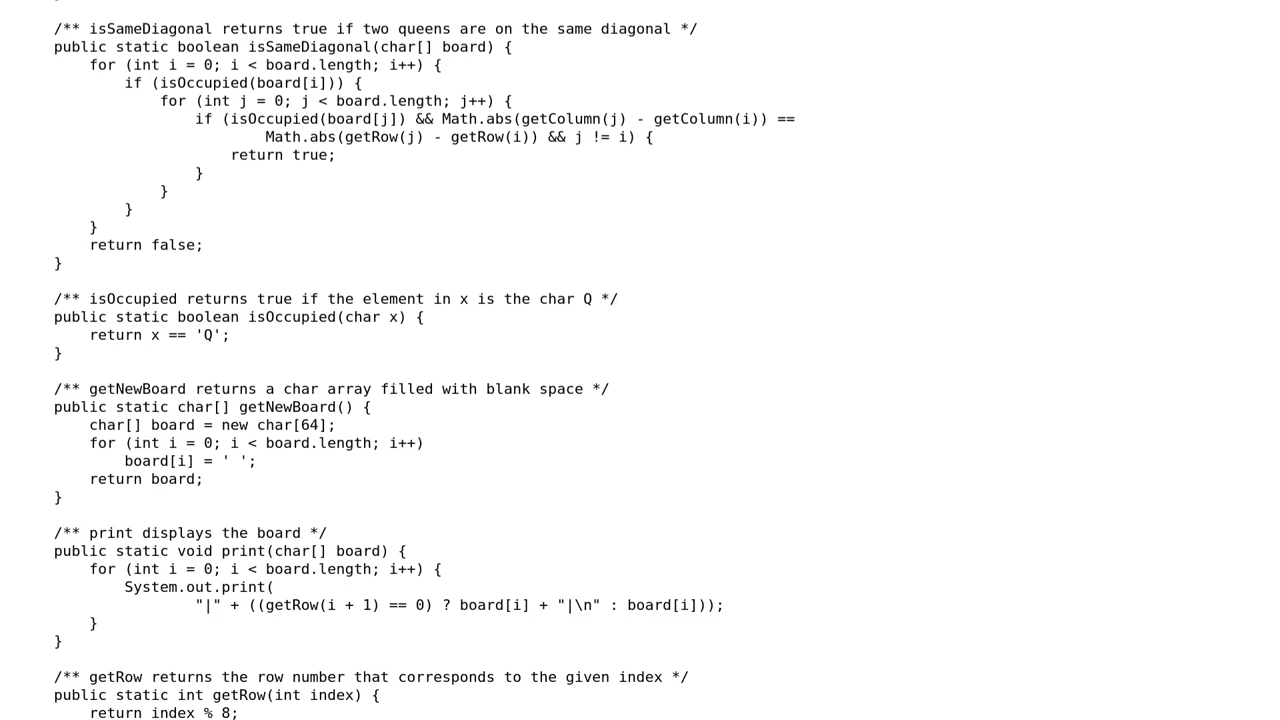 /** isSameDiagonal returns true if two queens are on the same diagonal */
public static boolean isSameDiagonal(char[] board) {
    for (int i = 0; i < board.length; i++) {
        if (isOccupied(board[i])) {
            for (int j = 0; j < board.length; j++) {
                if (isOccupied(board[j]) && Math.abs(getColumn(j) - getColumn(i)) ==
                        Math.abs(getRow(j) - getRow(i)) && j != i) {
                    return true;
                }
            }
        }
    }
    return false;
}
/** isOccupied returns true if the element in x is the char Q */
public static boolean isOccupied(char x) {
    return x == 'Q';
}
/** getNewBoard returns a char array filled with blank space */
public static char[] getNewBoard() {
    char[] board = new char[64];
    for (int i = 0; i < board.length; i++)
        board[i] = ' ';
    return board;
}
/** print displays the board */
public static void print(char[] board) {
    for (int i = 0; i < board.length; i++) {
        System.out.print(
                "|" + ((getRow(i + 1) == 0) ? board[i] + "|\n" : board[i]));
    }
}
/** getRow returns the row number that corresponds to the given index */
public static int getRow(int index) {
    return index % 8;